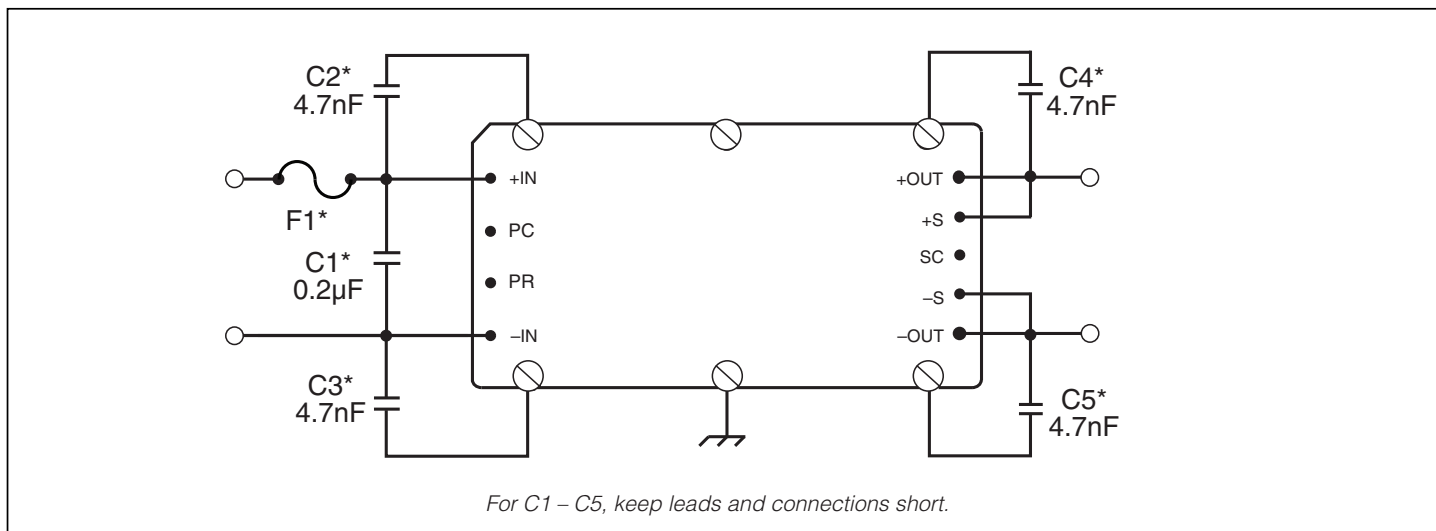 C2*
4.7nF
C4*
4.7nF
+IN
+OUT
F1*
PC
+S
C1*
0.2µF
PR
SC
–S
–IN
–OUT
C3*
4.7nF
C5*
4.7nF
For C1 – C5, keep leads and connections short.